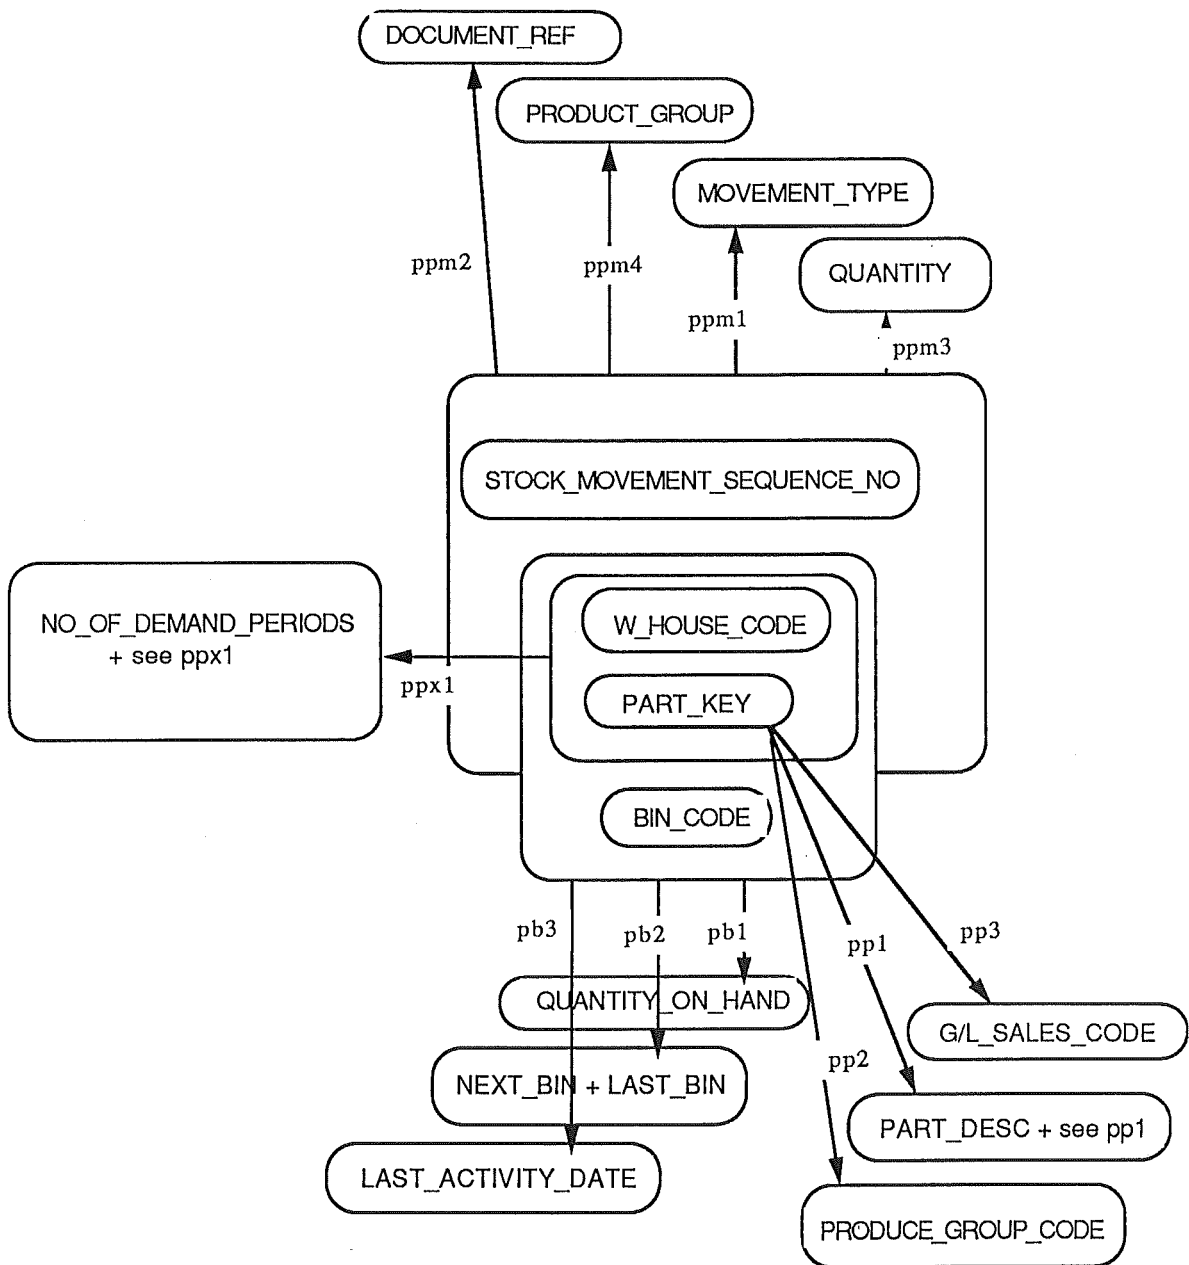 DOCUMENT_REF
PRODUCT_GROUP
MOVEMENT_TYPE
QUANTITY
ppm2
ppm4
ppm1
ppm3
STOCK_MOVEMENT_SEQUENCE_NO
NO_OF_DEMAND_PERIODS
+ see ppx1
ppx1
W_HOUSE_CODE
PART_KEY
BIN_CODE
pb3
pb2
pb1
pp1
pp3
QUANTITY_ON_HAND
G/L_SALES_CODE
pp2
NEXT_BIN + LAST_BIN
PART_DESC + see pp1
LAST_ACTIVITY_DATE
PRODUCE_GROUP_CODE